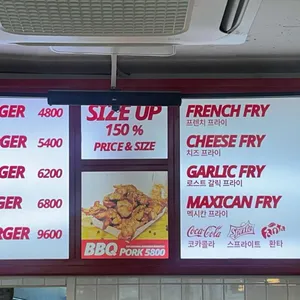 GER 4800
GER 5400
GER 6200
GER 6800
RGER 9600
SIZE UP
150 %
PRICE & SIZE
BBQ PORK 5800
FRENCH FRY
프렌치 프라이
CHEESE FRY
치즈 프라이
GARLIC FRY
로스트 갈릭 프라이
MAXICAN FRY
멕시칸 프라이
Coca-Cola Sprite Fanta
코카콜라 스프라이트 환타